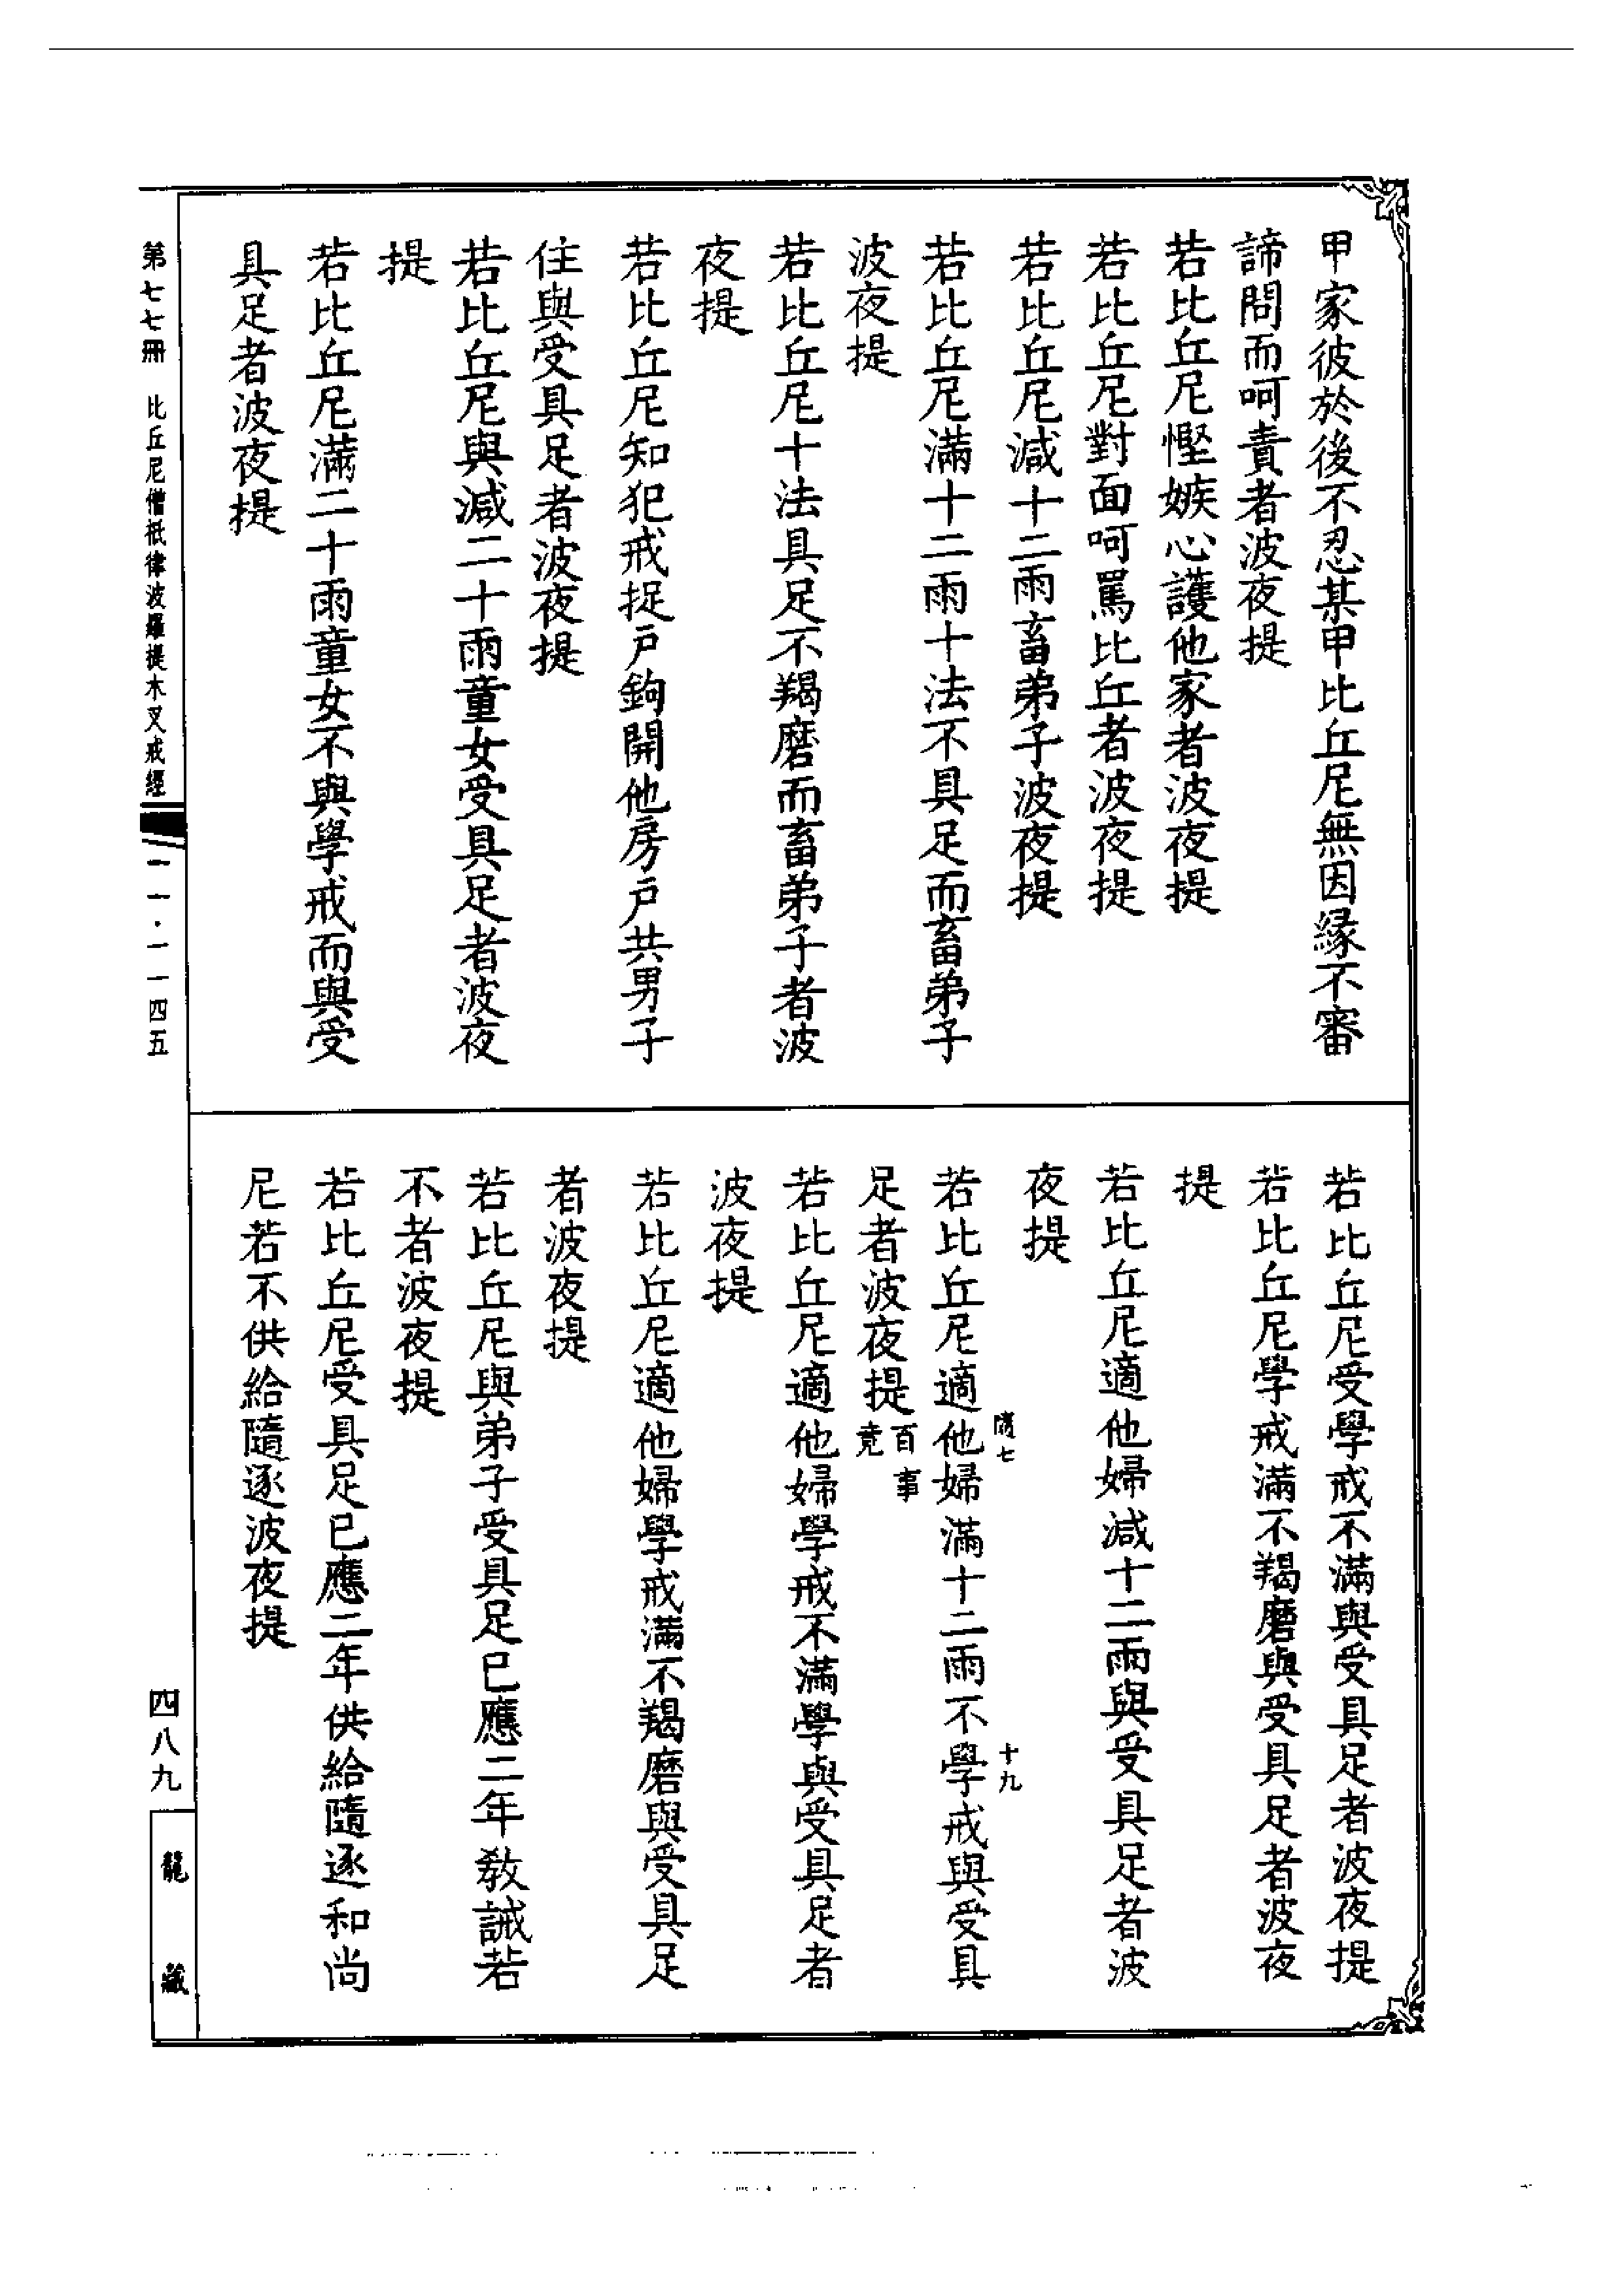 甲家彼於後不忍某甲比丘尼無因緣不審
諦問而呵責者波夜提
若比丘尼慳嫉心護他家者波夜提
若比丘尼對面呵罵比丘者波夜提
若比丘尼減十二雨畜弟子波夜提
若比丘尼滿十二雨十法不具足而畜弟子
波夜提
若比丘尼十法具足不羯磨而畜弟子者波
夜提
若比丘尼知犯戒捉戶鉤開他房戶共男子
住與受具足者波夜提
若比丘尼與減二十雨童女受具足者波夜
提
若比丘尼滿二十雨童女不與學戒而與受
具足者波夜提
若比丘尼受學戒不滿與受具足者波夜提
若比丘尼學戒滿不羯磨與受具足者波夜
提
若比丘尼適他婦減十二雨與受具足者波
夜提
隨七
十九
若比丘尼適他婦滿十二雨不學戒與受具
足者波夜提百事竟
若比丘尼適他婦學戒不滿學與受具足者
波夜提
若比丘尼適他婦學戒滿不羯磨與受具足
者波夜提
若比丘尼與弟子受具足已應二年教誡若
不者波夜提
若比丘尼受具足已應二年供給隨逐和尚
尼若不供給隨逐波夜提
第七七冊 比丘尼僧祇律波羅提木叉戒經
一一·一一四五
四八九
龍藏